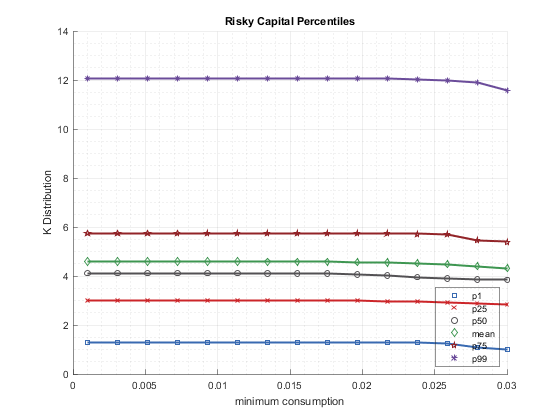 Risky Capital Percentiles
14
12
10
8
6
4
2
0
K Distribution
p1
p25
p50
mean
p75
p99
0 0.005 0.01 0.015 0.02 0.025 0.03
minimum consumption